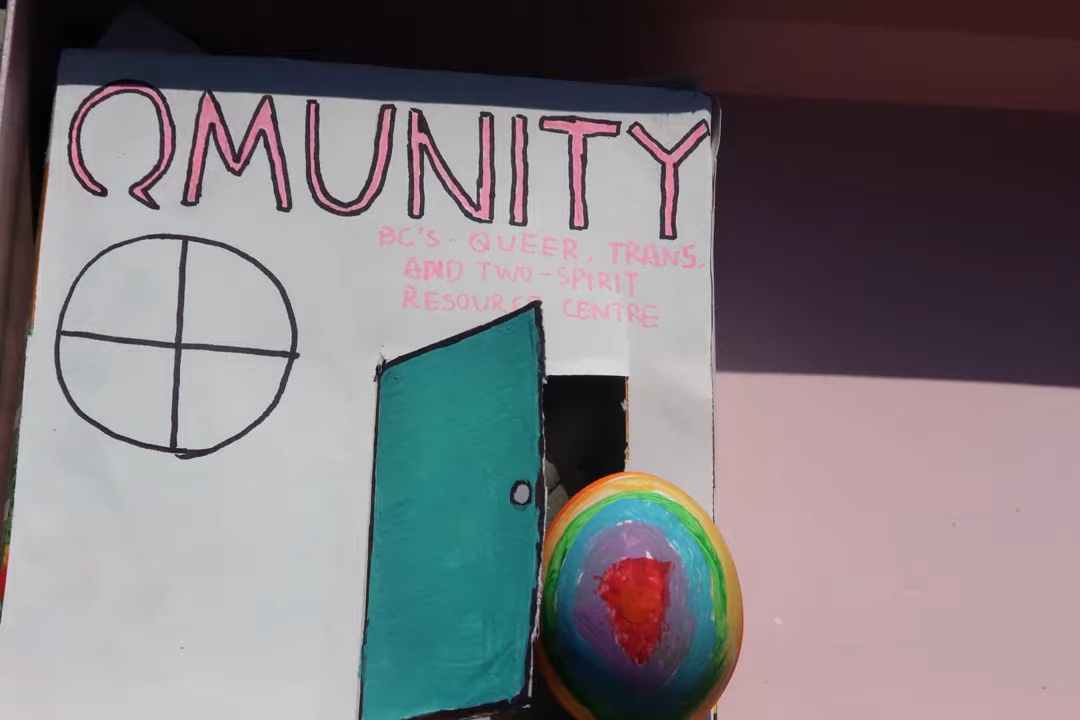 QMUNITY
BC'S QUEER, TRANS,
AND TWO-SPIRIT
RESOURCE CENTRE